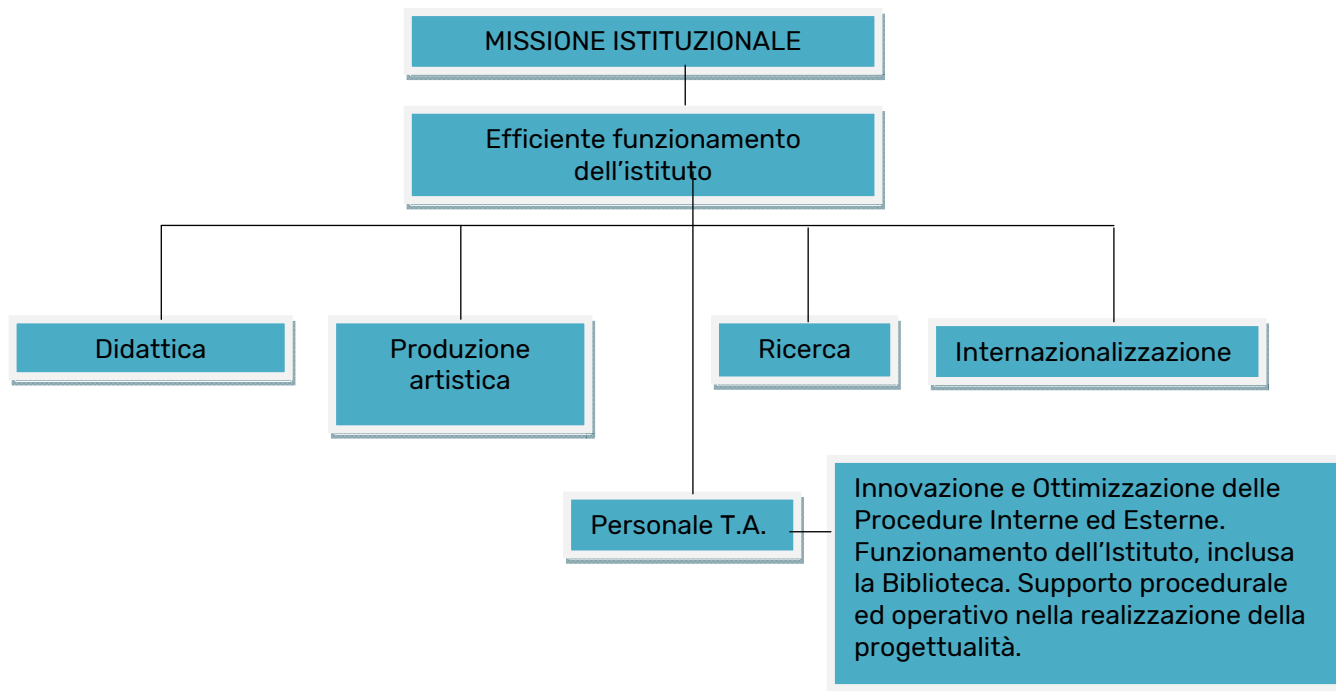 MISSIONE ISTITUZIONALE
Efficiente funzionamento
dell’istituto
Didattica
Produzione
artistica
Ricerca
Internazionalizzazione
Personale T.A.
Innovazione e Ottimizzazione delle
Procedure Interne ed Esterne.
Funzionamento dell’Istituto, inclusa
la Biblioteca. Supporto procedurale
ed operativo nella realizzazione della
progettualità.